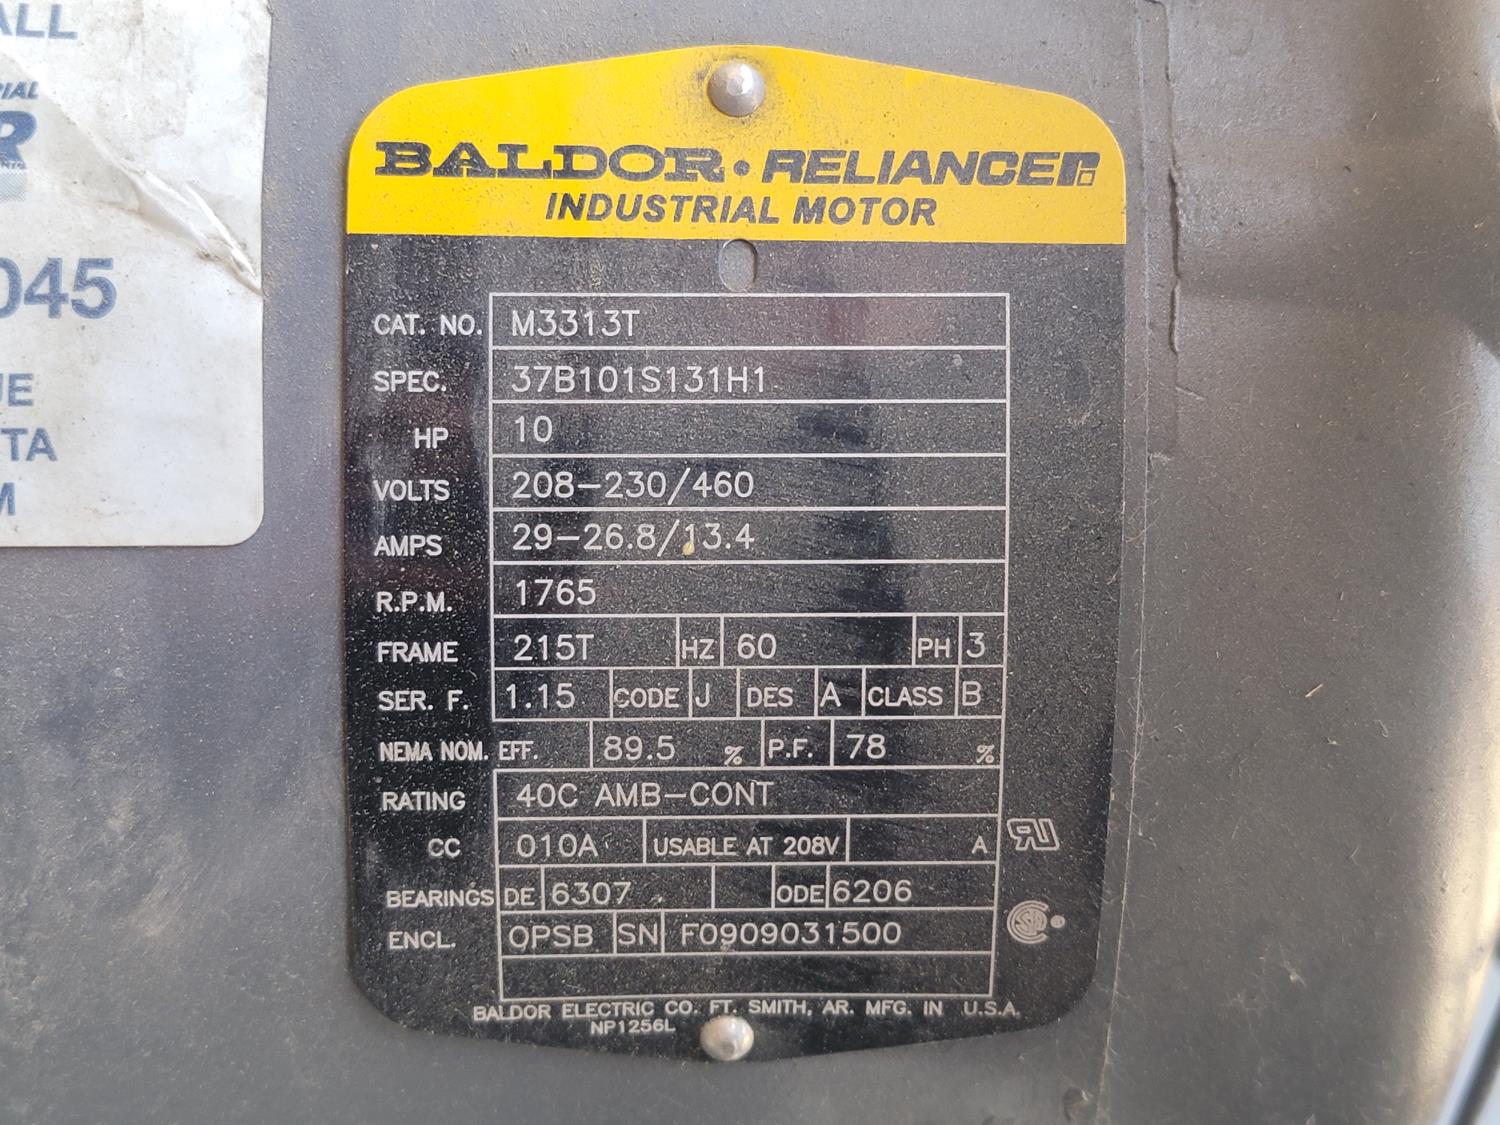 ALL
045
TA
M
BALDOR • RELIANCE
INDUSTRIAL MOTOR
CAT. NO. M3313T
SPEC. 37B101S131H1
HP 10
VOLTS 208-230/460
AMPS 29-26.8/13.4
R.P.M. 1765
FRAME 215T HZ 60 PH 3
SER. F. 1.15 CODE J DES A CLASS B
NEMA NOM. EFF. 89.5 % P.F. 78 %
RATING 40C AMB-CONT
CC 010A USABLE AT 208V A
BEARINGS DE 6307 ODE 6206
ENCL. OPSB SN F0909031500
BALDOR ELECTRIC CO. FT. SMITH, AR. MFG. IN U.S.A.
NP1256L